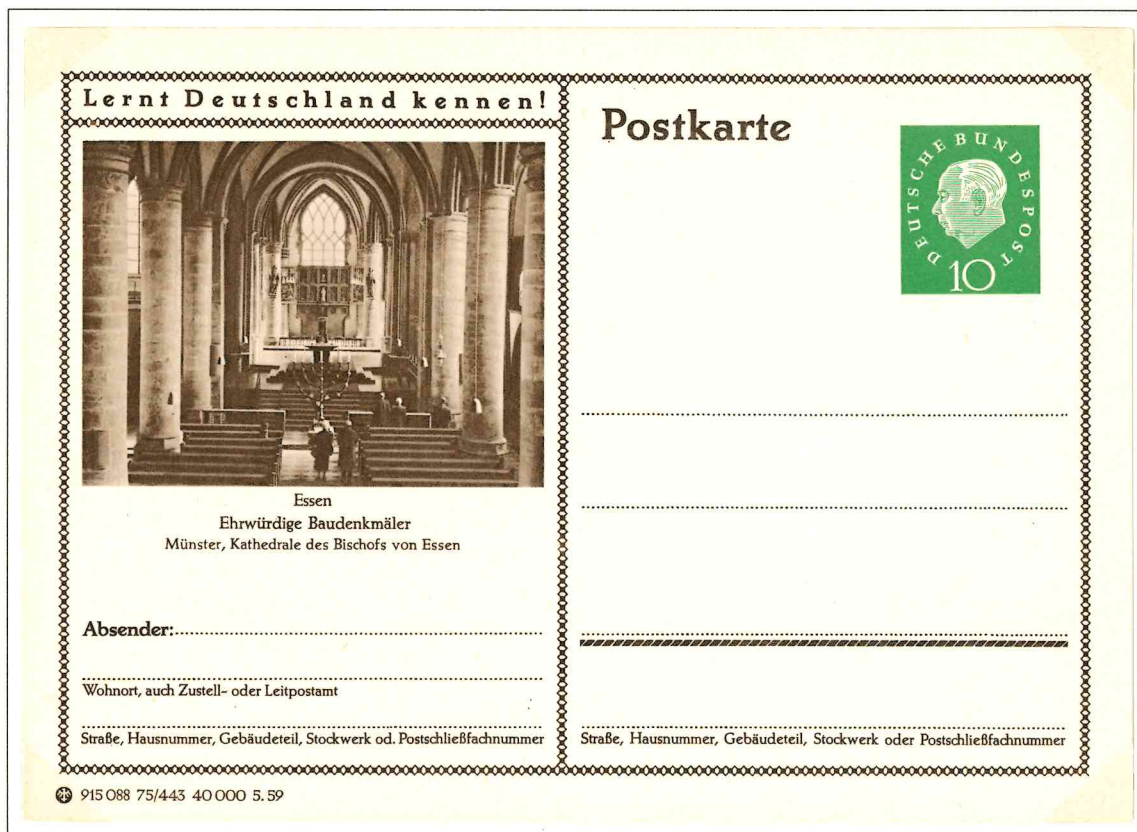 Lernt Deutschland kennen!
Essen
Ehrwürdige Baudenkmäler
Münster, Kathedrale des Bischofs von Essen
Absender:
Wohnort, auch Zustell- oder Leitpostamt
Straße, Hausnummer, Gebäudeteil, Stockwerk od. Postschließfachnummer
Postkarte
DEUTSCHE BUNDESPOST
10
Straße, Hausnummer, Gebäudeteil, Stockwerk oder Postschließfachnummer
915 088 75/443 40 000 5.59